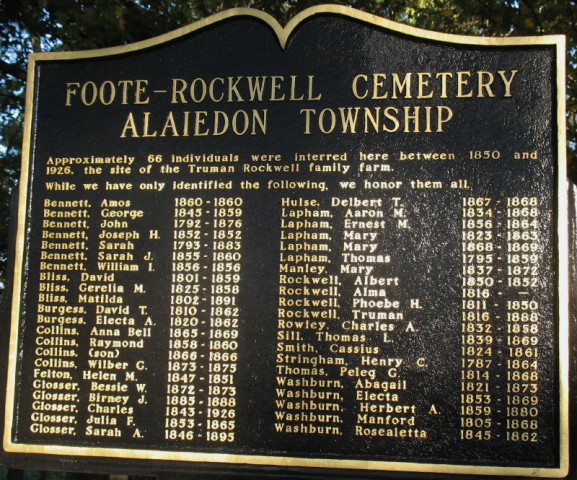 FOOTE-ROCKWELL CEMETERY
ALAIEDON TOWNSHIP
Approximately 66 individuals were interred here between 1850 and
1926, the site of the Truman Rockwell family farm.
While we have only identified the following, we honor them all.
Bennett, Amos 1860 - 1860
Bennett, George 1845 - 1859
Bennett, John 1792 - 1876
Bennett, Joseph H. 1852 - 1852
Bennett, Sarah 1793 - 1883
Bennett, Sarah J. 1855 - 1860
Bennett, William I. 1856 - 1856
Bliss, David 1801 - 1859
Bliss, Gerelia M. 1825 - 1858
Bliss, Matilda 1802 - 1891
Burgess, David T. 1810 - 1862
Burgess, Electa A. 1820 - 1862
Collins, Anna Bell 1865 - 1869
Collins, Raymond 1858 - 1860
Collins, (son) 1866 - 1866
Collins, Wilber G. 1873 - 1875
Felton, Helen M. 1847 - 1851
Glosser, Bessie W. 1872 - 1873
Glosser, Birney J. 1885 - 1888
Glosser, Charles 1843 - 1926
Glosser, Julia F. 1853 - 1865
Glosser, Sarah A. 1846 - 1895
Hulse, Delbert T. 1867 - 1868
Lapham, Aaron M. 1834 - 1868
Lapham, Ernest M. 1856 - 1864
Lapham, Mary 1823 - 1865
Lapham, Mary 1868 - 1869
Lapham, Thomas 1795 - 1859
Manley, Mary 1837 - 1872
Rockwell, Albert 1850 - 1852
Rockwell, Alma 1816 -
Rockwell, Phoebe H. 1811 - 1850
Rockwell, Truman 1816 - 1888
Rowley, Charles A. 1832 - 1858
Sill, Thomas L. 1839 - 1869
Smith, Cassius 1824 - 1861
Stringham, Henry C. 1787 - 1864
Thomas, Peleg G. 1814 - 1868
Washburn, Abagail 1821 - 1873
Washburn, Electa 1853 - 1869
Washburn, Herbert A. 1859 - 1880
Washburn, Manford 1805 - 1868
Washburn, Rosealetta 1845 - 1862